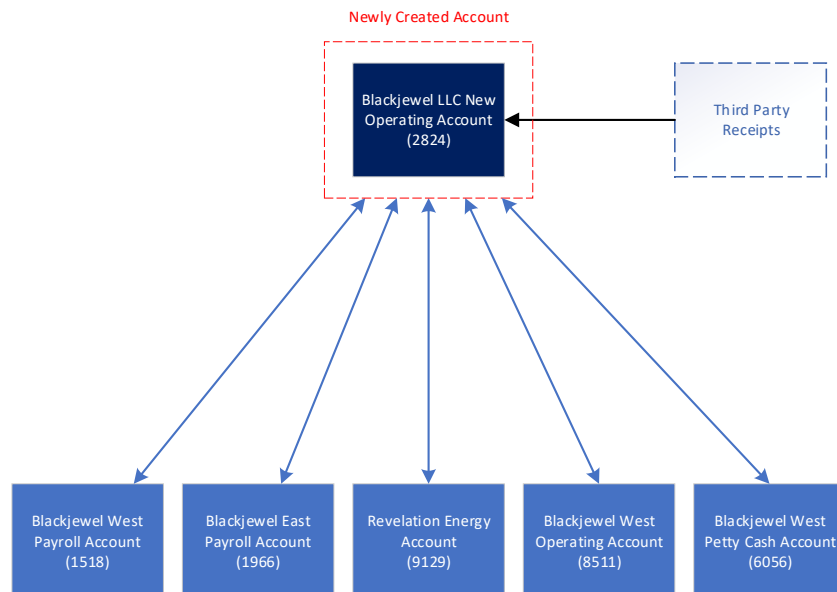 Newly Created Account
Blackjewel LLC New
Operating Account
(2824)
Third Party
Receipts
Blackjewel West
Payroll Account
(1518)
Blackjewel East
Payroll Account
(1966)
Revelation Energy
Account
(9129)
Blackjewel West
Operating Account
(8511)
Blackjewel West
Petty Cash Account
(6056)